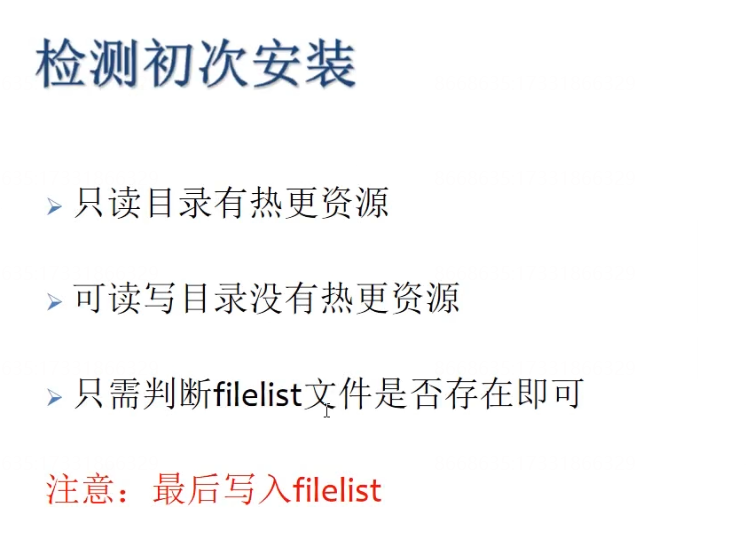 检测初次安装
只读目录有热更资源
可读写目录没有热更资源
只需判断filelist文件是否存在即可
注意：最后写入filelist